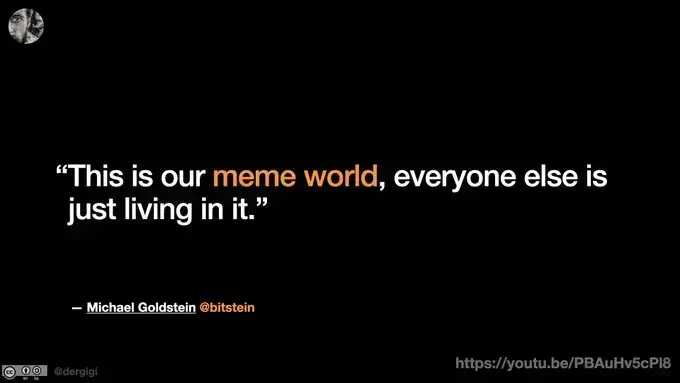 “This is our meme world, everyone else is
just living in it.”
— Michael Goldstein @bitstein
@dergigi
https://youtu.be/PBAuHv5cPl8